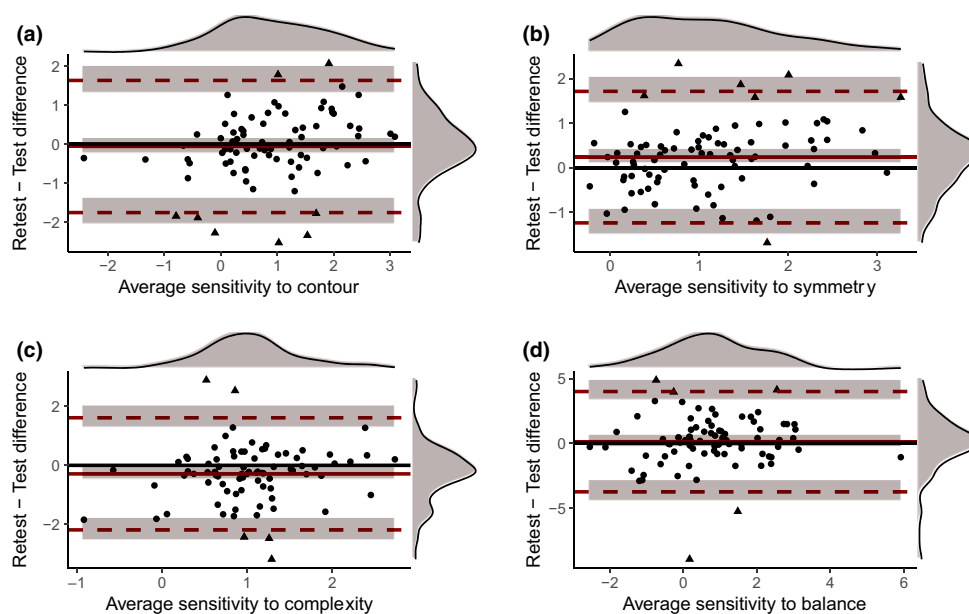 (a)
Retest − Test difference
2
1
0
−1
−2
−2 −1 0 1 2 3
Average sensitivity to contour
(b)
Retest − Test difference
2
1
0
−1
0 1 2 3
Average sensitivity to symmetry
(c)
Retest − Test difference
2
0
−2
−1 0 1 2
Average sensitivity to complexity
(d)
Retest − Test difference
5
0
−5
−2 0 2 4 6
Average sensitivity to balance